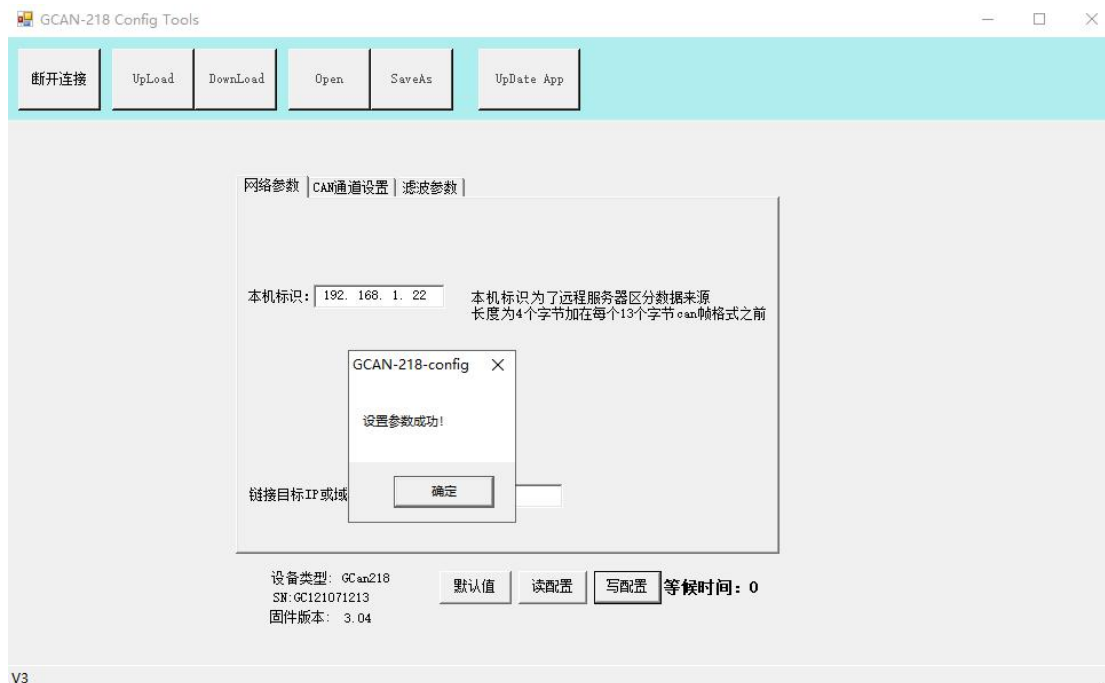 GCAN-218 Config Tools
断开连接 UpLoad DownLoad Open SaveAs UpDate App
网络参数 CAN通道设置 滤波参数
本机标识: 192. 168. 1. 22 本机标识为了远程服务器区分数据来源
长度为4个字节加在每个13个字节can帧格式之前
GCAN-218-config
设置参数成功!
确定
链接目标IP或域
设备类型: GCan218
SN:GC121071213
固件版本: 3.04
默认值 读配置 写配置 等候时间: 0
V3